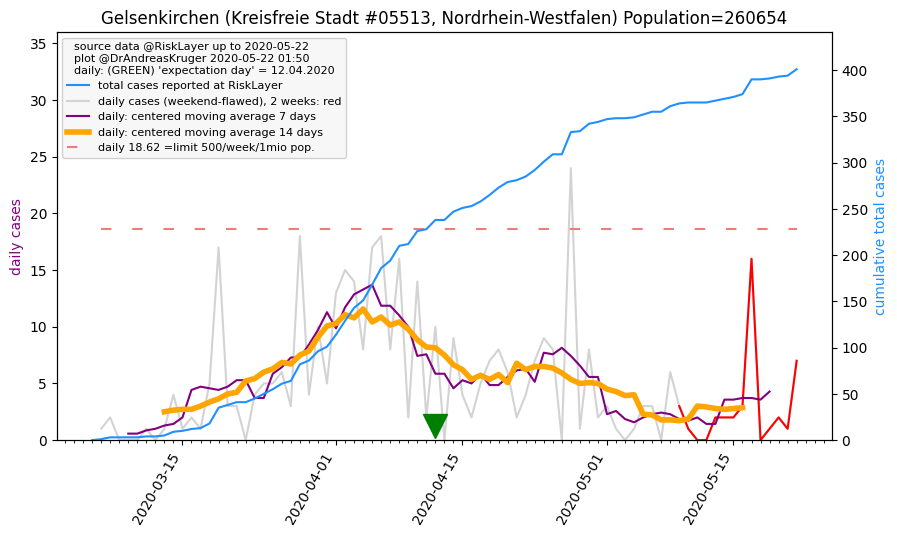 Gelsenkirchen (Kreisfreie Stadt #05513, Nordrhein-Westfalen) Population=260654
source data @RiskLayer up to 2020-05-22
plot @DrAndreasKruger 2020-05-22 01:50
daily: (GREEN) 'expectation day' = 12.04.2020
total cases reported at RiskLayer
daily cases (weekend-flawed), 2 weeks: red
daily: centered moving average 7 days
daily: centered moving average 14 days
daily 18.62 =limit 500/week/1mio pop.
daily cases
35
30
25
20
15
10
5
0
cumulative total cases
400
350
300
250
200
150
100
50
0
2020-03-15
2020-04-01
2020-04-15
2020-05-01
2020-05-15